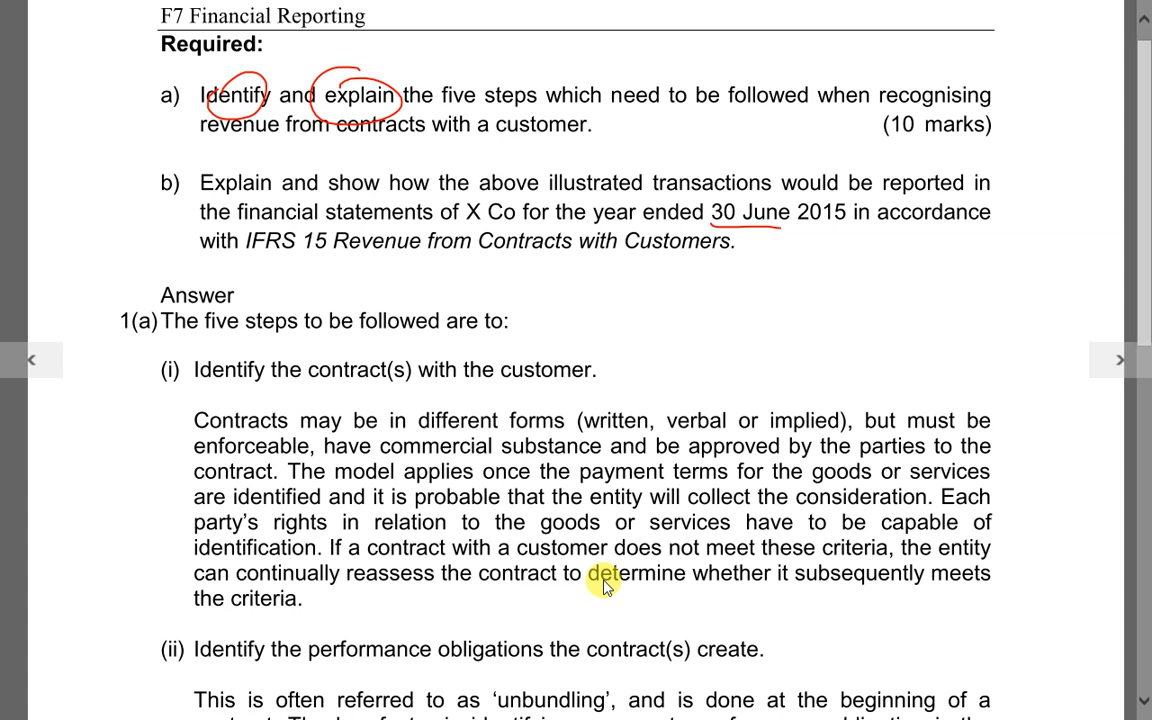 F7 Financial Reporting
Required:
a) Identify and explain the five steps which need to be followed when recognising
revenue from contracts with a customer. (10 marks)
b) Explain and show how the above illustrated transactions would be reported in
the financial statements of X Co for the year ended 30 June 2015 in accordance
with IFRS 15 Revenue from Contracts with Customers.
Answer
1(a) The five steps to be followed are to:
(i) Identify the contract(s) with the customer.
Contracts may be in different forms (written, verbal or implied), but must be
enforceable, have commercial substance and be approved by the parties to the
contract. The model applies once the payment terms for the goods or services
are identified and it is probable that the entity will collect the consideration. Each
party's rights in relation to the goods or services have to be capable of
identification. If a contract with a customer does not meet these criteria, the entity
can continually reassess the contract to determine whether it subsequently meets
the criteria.
(ii) Identify the performance obligations the contract(s) create.
This is often referred to as ‘unbundling’, and is done at the beginning of a